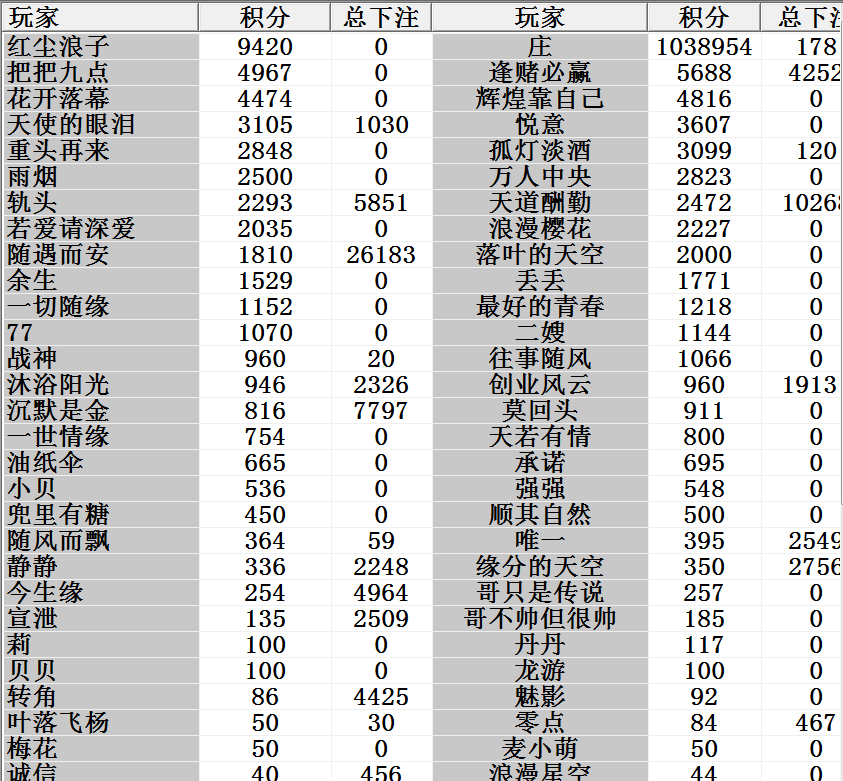 玩家 积分 总下注 玩家 积分 总下注
红尘浪子 9420 0 庄 1038954 178
把把九点 4967 0 逢赌必赢 5688 4252
花开落幕 4474 0 辉煌靠自己 4816 0
天使的眼泪 3105 1030 悦意 3607 0
重头再来 2848 0 孤灯淡酒 3099 120
雨烟 2500 0 万人中央 2823 0
轨头 2293 5851 天道酬勤 2472 10268
若爱请深爱 2035 0 浪漫樱花 2227 0
随遇而安 1810 26183 落叶的天空 2000 0
余生 1529 0 丢丢 1771 0
一切随缘 1152 0 最好的青春 1218 0
77 1070 0 二嫂 1144 0
战神 960 20 往事随风 1066 0
沐浴阳光 946 2326 创业风云 960 1913
沉默是金 816 7797 莫回头 911 0
一世情缘 754 0 天若有情 800 0
油纸伞 665 0 承诺 695 0
小贝 536 0 强强 548 0
兜里有糖 450 0 顺其自然 500 0
随风而飘 364 59 唯一 395 2549
静静 336 2248 缘分的天空 350 2756
今生缘 254 4964 哥只是传说 257 0
宣泄 135 2509 哥不帅但很帅 185 0
莉 100 0 丹丹 117 0
贝贝 100 0 龙游 100 0
转角 86 4425 魅影 92 0
叶落飞杨 50 30 零点 84 467
梅花 50 0 麦小萌 50 0
诚信 40 456 浪漫星空 44 0